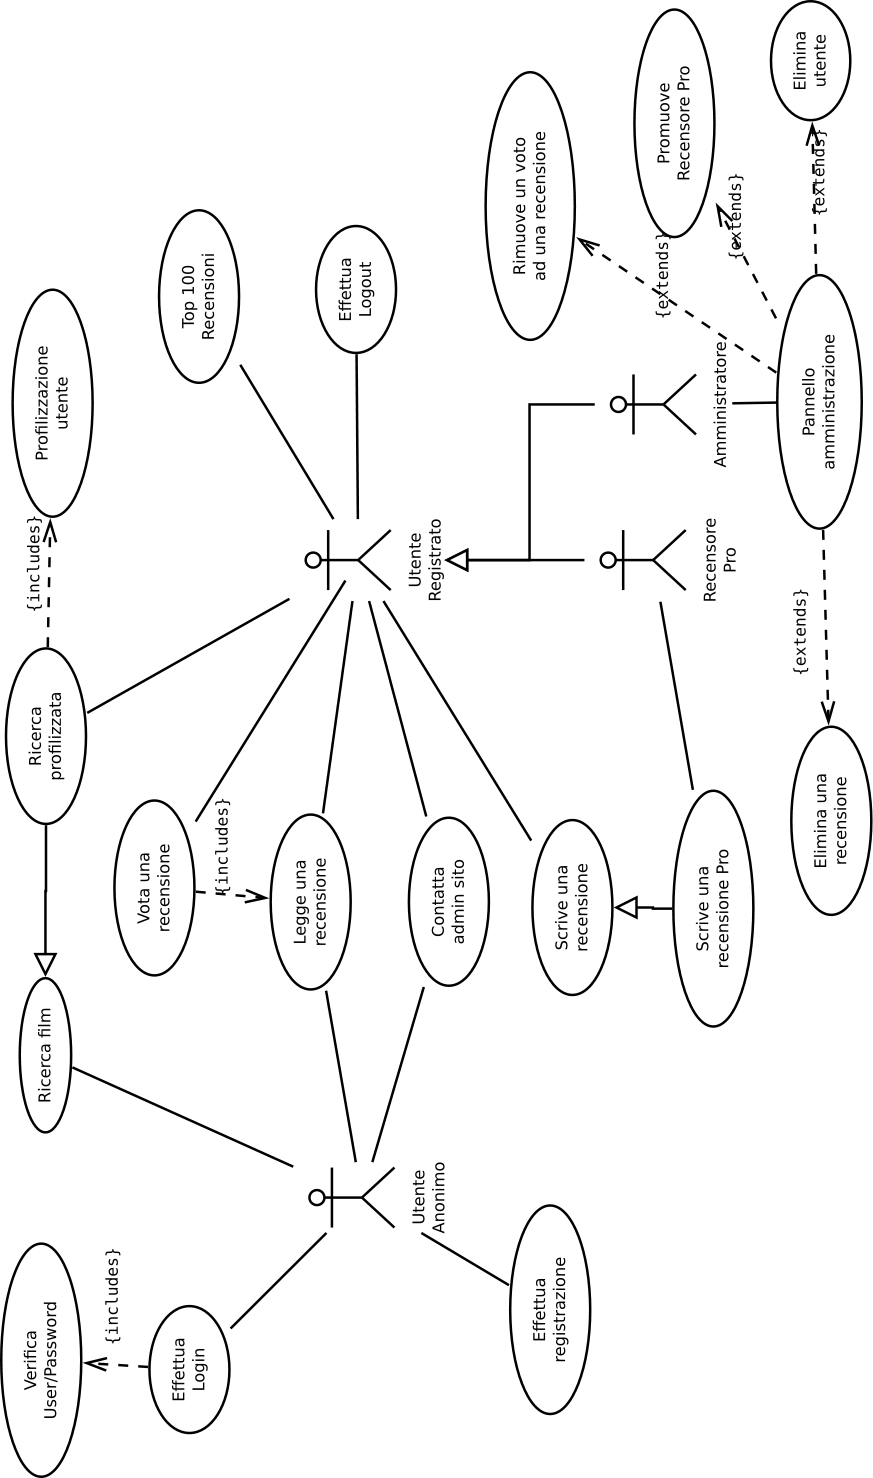 Verifica
User/Password
{includes}
Effettua
Login
Utente
Anonimo
Effettua
registrazione
Ricerca film
Ricerca
profilizzata
{includes}
Profilizzazione
utente
Vota una
recensione
{includes}
Legge una
recensione
Contatta
admin sito
Scrive una
recensione
Scrive una
recensione Pro
Top 100
Recensioni
Effettua
Logout
Utente
Registrato
Recensore
Pro
Amministratore
Pannello
amministrazione
{extends}
Elimina una
recensione
{extends}
Rimuove un voto
ad una recensione
{extends}
Promuove
Recensore Pro
{extends}
Elimina
utente